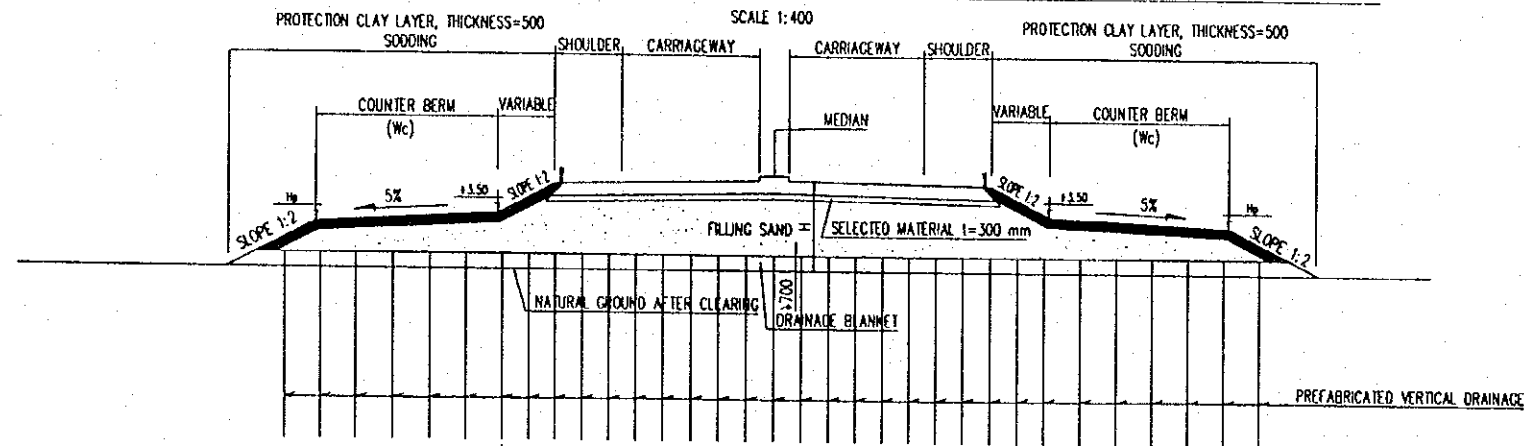 SCALE 1:400
PROTECTION CLAY LAYER, THICKNESS=500
SODDING
SHOULDER
CARRIAGEWAY
CARRIAGEWAY
SHOULDER
PROTECTION CLAY LAYER, THICKNESS=500
SODDING
COUNTER BERM
(Wc)
VARIABLE
MEDIAN
VARIABLE
COUNTER BERM
(Wc)
Hp
5%
+3.50
SLOPE 1:2
SLOPE 1:2
SLOPE 1:2
+3.50
5%
Hp
SLOPE 1:2
FILLING SAND
H
SELECTED MATERIAL t=300 mm
NATURAL GROUND AFTER CLEARING
700
DRAINAGE BLANKET
PREFABRICATED VERTICAL DRAINAGE